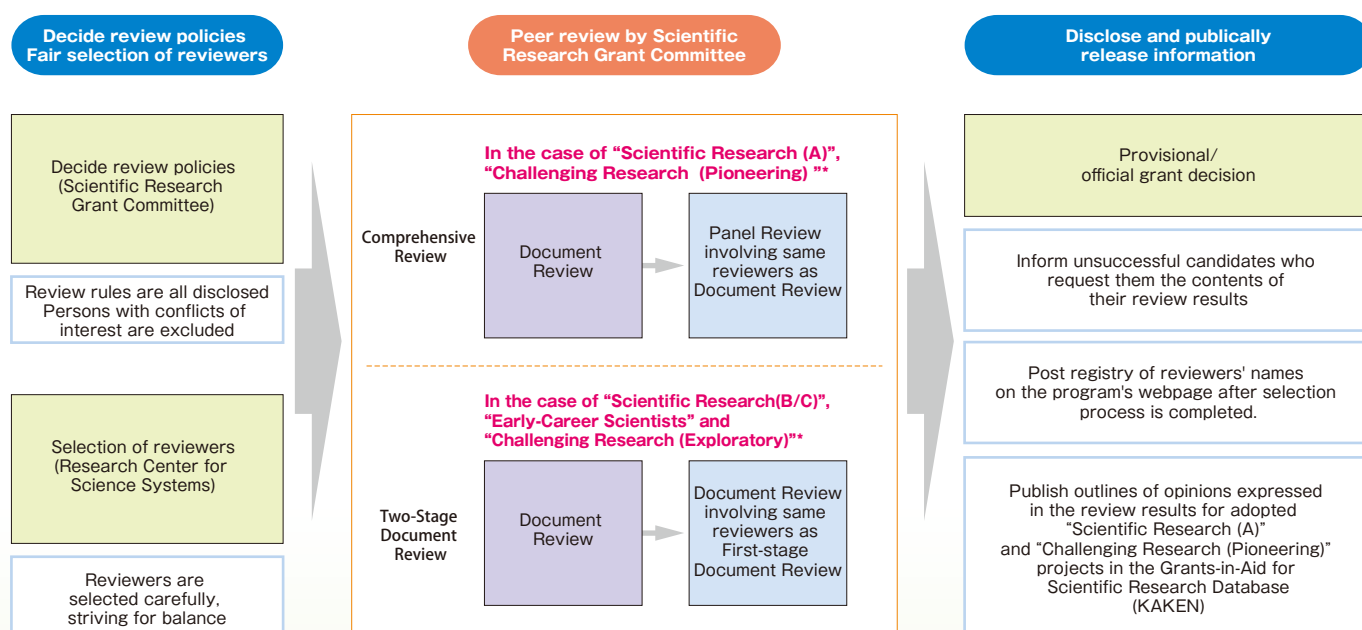 Decide review policies
Fair selection of reviewers
Decide review policies
(Scientific Research
Grant Committee)
Review rules are all disclosed
Persons with conflicts of
interest are excluded
Selection of reviewers
(Research Center for
Science Systems)
Reviewers are
selected carefully,
striving for balance
Peer review by Scientific
Research Grant Committee
In the case of “Scientific Research (A)”,
“Challenging Research (Pioneering) ”*
Comprehensive
Review
Document
Review
Panel Review
involving same
reviewers as
Document Review
In the case of “Scientific Research(B/C)”,
“Early-Career Scientists” and
“Challenging Research (Exploratory)”*
Two-Stage
Document
Review
Document
Review
Document Review
involving same
reviewers as
First-stage
Document Review
Disclose and publically
release information
Provisional/
official grant decision
Inform unsuccessful candidates who
request them the contents of
their review results
Post registry of reviewers' names
on the program's webpage after selection
process is completed.
Publish outlines of opinions expressed
in the review results for adopted
“Scientific Research (A)”
and “Challenging Research (Pioneering)”
projects in the Grants-in-Aid for
Scientific Research Database
(KAKEN)